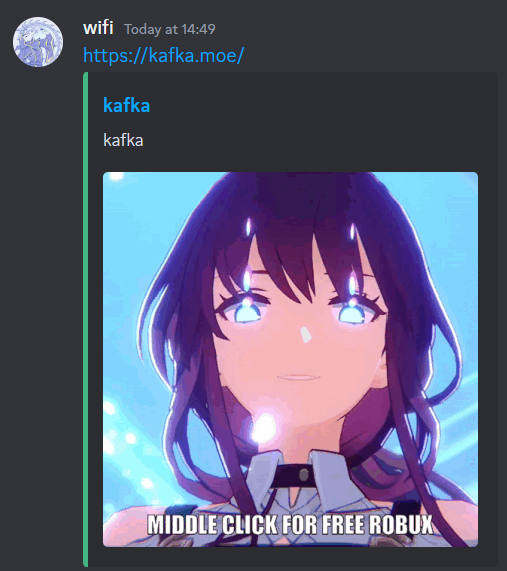 wifi Today at 14:49
https://kafka.moe/
kafka
kafka
MIDDLE CLICK FOR FREE ROBUX